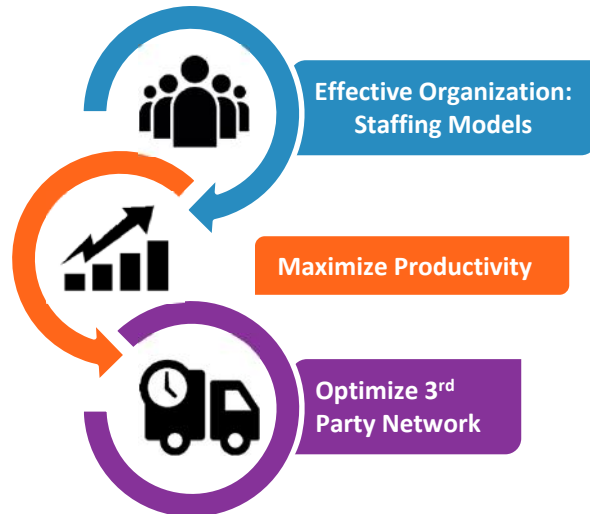 Effective Organization:
Staffing Models
Maximize Productivity
Optimize 3rd
Party Network